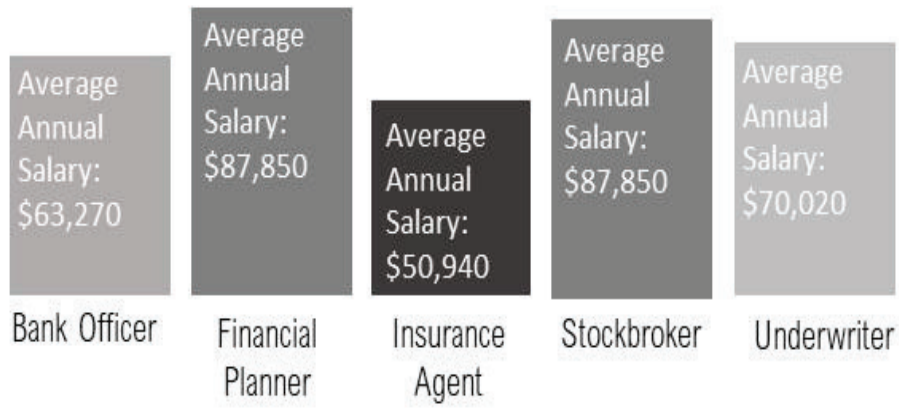 Average
Annual
Salary:
$63,270
Bank Officer
Average
Annual
Salary:
$87,850
Financial
Planner
Average
Annual
Salary:
$50,940
Insurance
Agent
Average
Annual
Salary:
$87,850
Stockbroker
Average
Annual
Salary:
$70,020
Underwriter